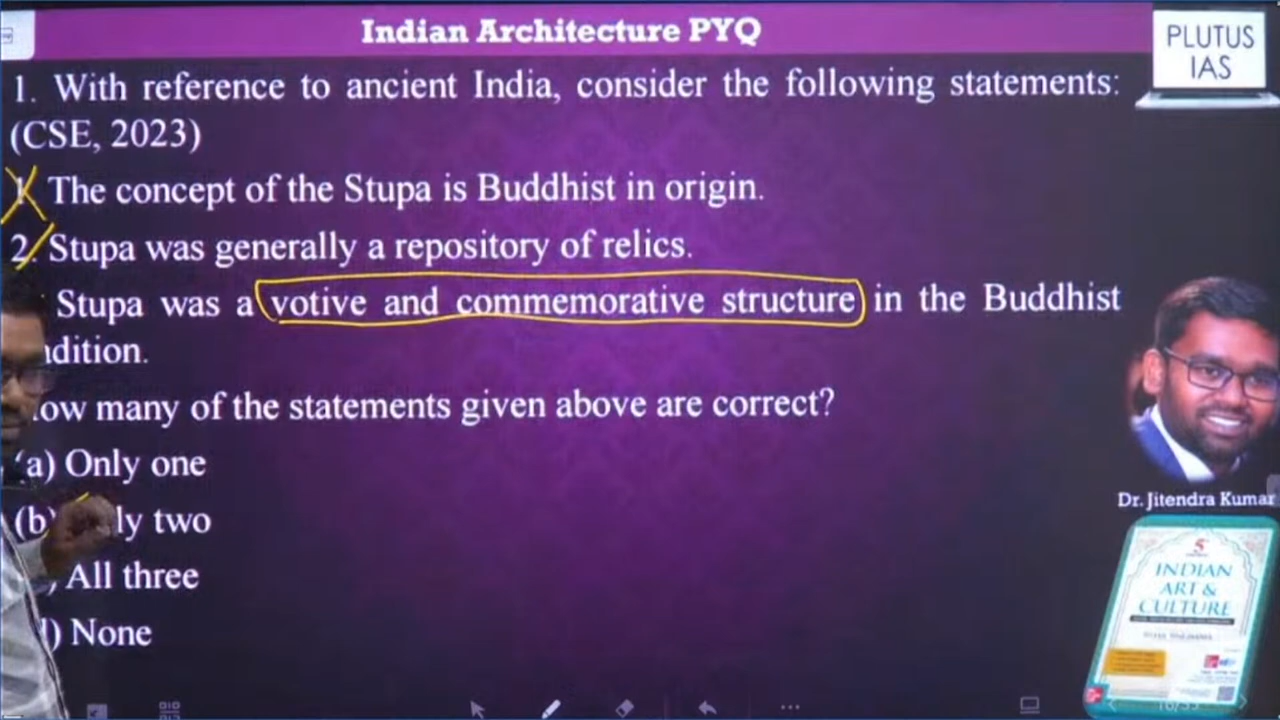 Indian Architecture PYQ
PLUTUS
IAS
1. With reference to ancient India, consider the following statements:
(CSE, 2023)
The concept of the Stupa is Buddhist in origin.
2. Stupa was generally a repository of relics.
Stupa was a votive and commemorative structure in the Buddhist
dition.
ow many of the statements given above are correct?
(a) Only one
(b) ly two
) All three
) None
Dr. Jitendra Kumar
5
INDIAN
ART &
CULTURE